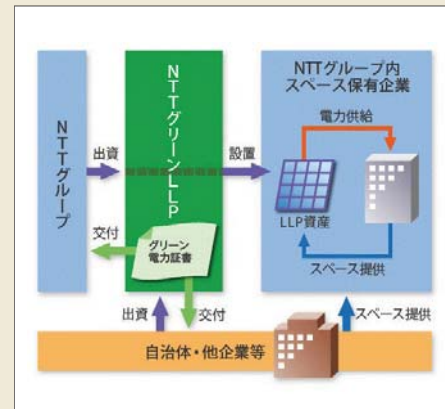 NTTグループ
出資
交付
NTTグリーンLLP
グリーン
電力証書
設置
NTTグループ内
スペース保有企業
電力供給
LLP資産
スペース提供
出資
交付
スペース提供
自治体・他企業等